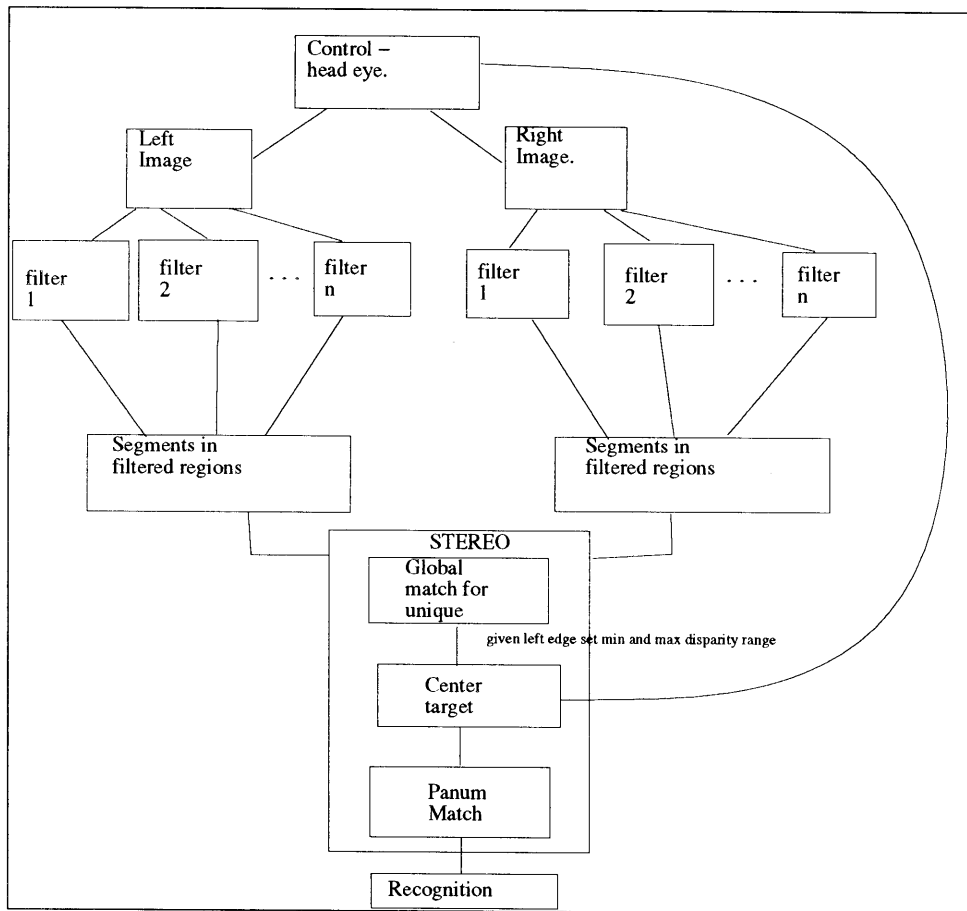 Control –
head eye.
Left
Image
Right
Image.
filter
1
filter
2
. . .
filter
n
filter
1
filter
2
. . .
filter
n
Segments in
filtered regions
Segments in
filtered regions
STEREO
Global
match for
unique
given left edge set min and max disparity range
Center
target
Panum
Match
Recognition